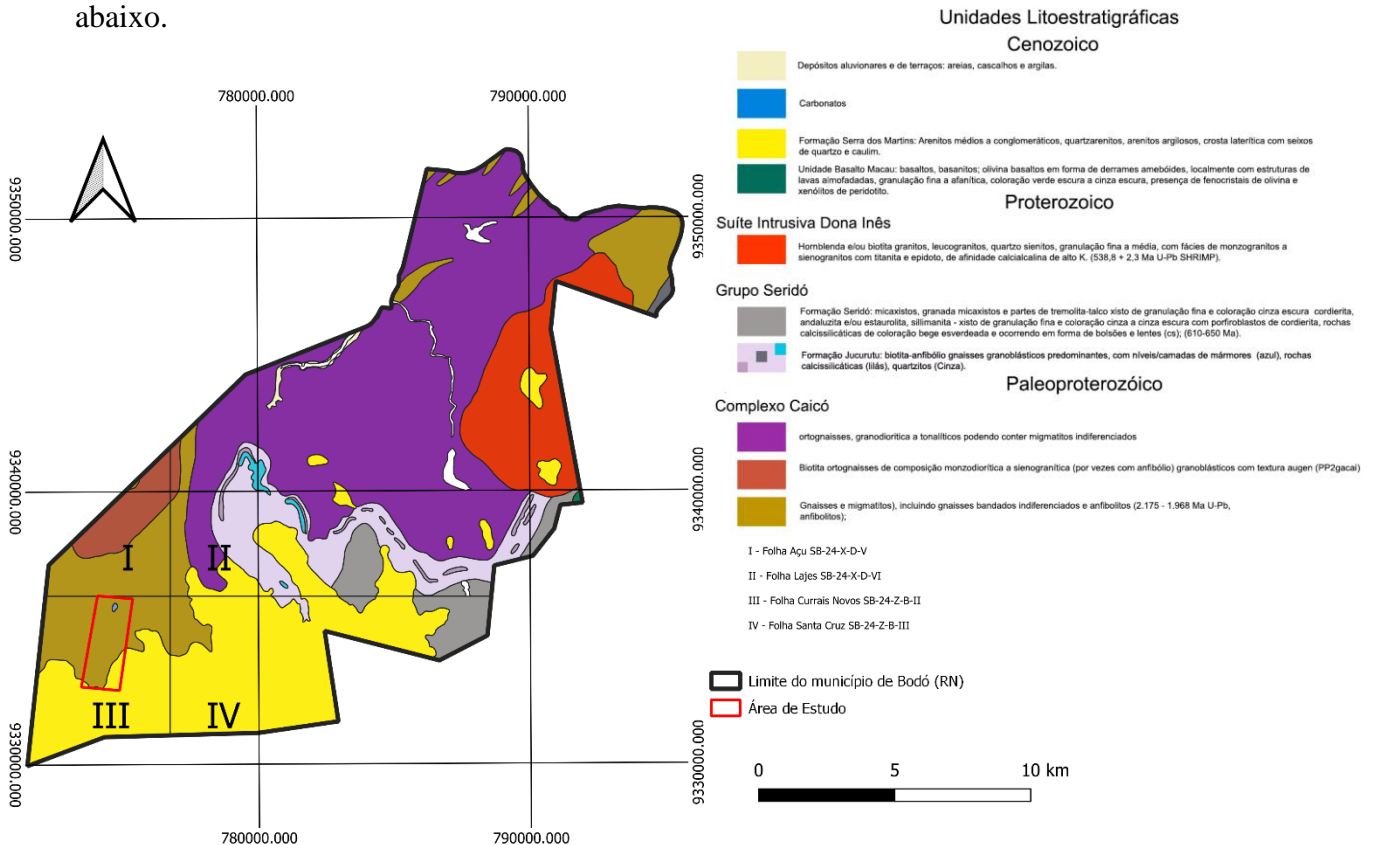 abaixo.
780000.000
790000.000
9350000.000
9350000.000
9340000.000
9340000.000
9330000.000
9330000.000
I
II
III
IV
780000.000
790000.000
Unidades Litoestratigráficas
Cenozoico
Depósitos aluvionares e de terraços: areias, cascalhos e argilas.
Carbonatos
Formação Serra dos Martins: Arenitos médios a conglomeráticos, quartzarenitos, arenitos argilosos, crosta laterítica com seixos
de quartzo e caulim.
Unidade Basalto Macau: basaltos, basanitos; olivina basaltos em forma de derrames amebóides, localmente com estruturas de
lavas almofadadas, granulação fina a afanítica, coloração verde escura a cinza escura, presença de fenocristais de olivina e
xenólitos de peridotito.
Proterozoico
Suíte Intrusiva Dona Inês
Hornblenda e/ou biotita granitos, leucogranitos, quartzo sienitos, granulação fina a média, com fácies de monzogranitos a
sienogranitos com titanita e epidoto, de afinidade calcialcalina de alto K. (538,8 + 2,3 Ma U-Pb SHRIMP).
Grupo Seridó
Formação Seridó: micaxistos, granada micaxistos e partes de tremolita-talco xisto de granulação fina e coloração cinza escura cordierita,
andaluzita e/ou estaurolita, sillimanita - xisto de granulação fina e coloração cinza a cinza escura com porfiroblastos de cordierita, rochas
calcissilicáticas de coloração bege esverdeada e ocorrendo em forma de bolsões e lentes (cs); (610-650 Ma).
Formação Jucurutu: biotita-anfibólio gnaisses granoblásticos predominantes, com níveis/camadas de mármores (azul), rochas
calcissilicáticas (lilás), quartzitos (Cinza).
Paleoproterozóico
Complexo Caicó
ortognaisses, granodiorítica a tonalíticos podendo conter migmatitos indiferenciados
Biotita ortognaisses de composição monzodiorítica a sienogranítica (por vezes com anfibólio) granoblásticos com textura augen (PP2gacai)
Gnaisses e migmatitos), incluindo gnaisses bandados indiferenciados e anfibolitos (2.175 - 1.968 Ma U-Pb,
anfibolitos);
I - Folha Açu SB-24-X-D-V
II - Folha Lajes SB-24-X-D-VI
III - Folha Currais Novos SB-24-Z-B-II
IV - Folha Santa Cruz SB-24-Z-B-III
Limite do município de Bodó (RN)
Área de Estudo
0 5 10 km